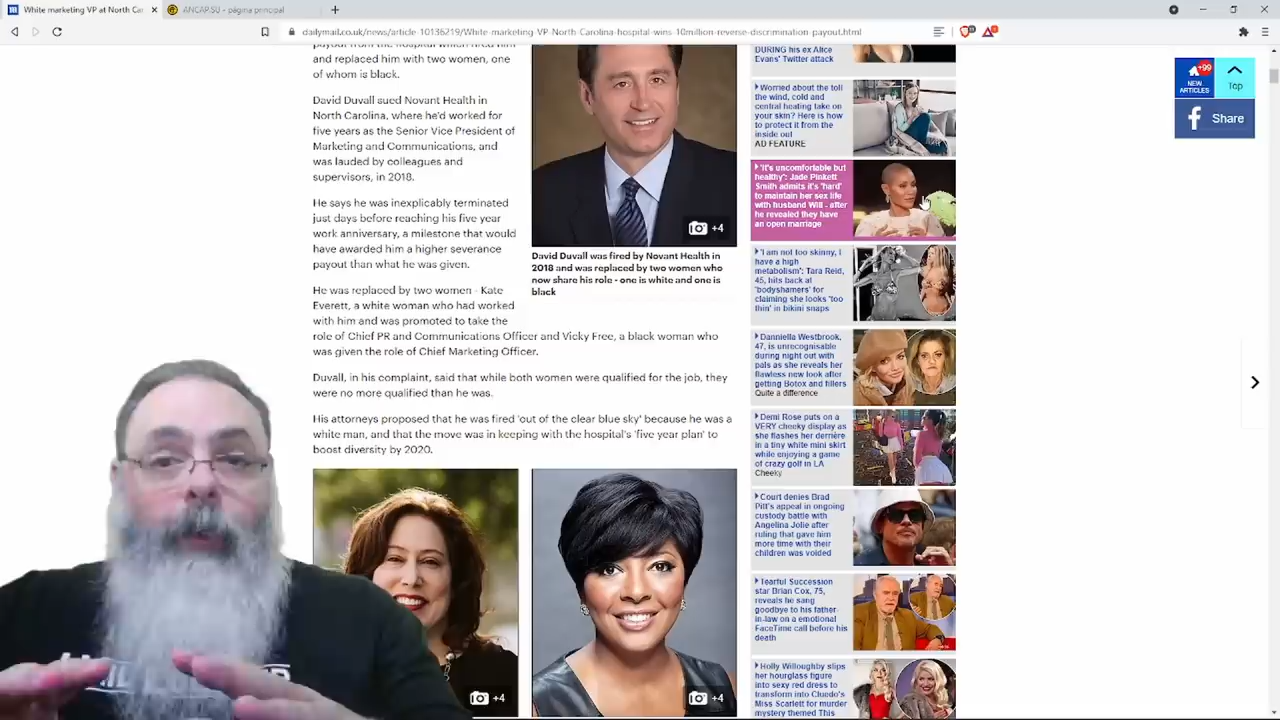 White marketing VP at North Car
ANCAP.SU - página principal
dailymail.co.uk/news/article-10136219/White-marketing-VP-North-Carolina-hospital-wins-10million-reverse-discrimination-payout.html
payout from the hospital which fired him
and replaced him with two women, one
of whom is black.
David Duvall sued Novant Health in
North Carolina, where he'd worked for
five years as the Senior Vice President of
Marketing and Communications, and
was lauded by colleagues and
supervisors, in 2018.
He says he was inexplicably terminated
just days before reaching his five year
work anniversary, a milestone that would
have awarded him a higher severance
payout than what he was given.
He was replaced by two women - Kate
Everett, a white woman who had worked
with him and was promoted to take the
role of Chief PR and Communications Officer and Vicky Free, a black woman who
was given the role of Chief Marketing Officer.
Duvall, in his complaint, said that while both women were qualified for the job, they
were no more qualified than he was.
His attorneys proposed that he was fired 'out of the clear blue sky' because he was a
white man, and that the move was in keeping with the hospital's 'five year plan' to
boost diversity by 2020.
+4
David Duvall was fired by Novant Health in
2018 and was replaced by two women who
now share his role - one is white and one is
black
+4
+4
DURING his ex Alice
Evans' Twitter attack
Worried about the toll
the wind, cold and
central heating take on
your skin? Here is how
to protect it from the
inside out
AD FEATURE
'It's uncomfortable but
healthy': Jade Pinkett
Smith admits it's 'hard'
to maintain her sex life
with husband Will - after
he revealed they have
an open marriage
'I am not too skinny, I
have a high
metabolism': Tara Reid,
45, hits back at
'bodyshamers' for
claiming she looks 'too
thin' in bikini snaps
Danniella Westbrook,
47, is unrecognisable
during night out with
pals as she reveals her
flawless new look after
getting Botox and fillers
Quite a difference
Demi Rose puts on a
VERY cheeky display as
she flashes her derrière
in a tiny white mini skirt
while enjoying a game
of crazy golf in LA
Cheeky
Court denies Brad
Pitt's appeal in ongoing
custody battle with
Angelina Jolie after
ruling that gave him
more time with their
children was voided
Tearful Succession
star Brian Cox, 75,
reveals he sang
goodbye to his father-
in-law on a emotional
FaceTime call before his
death
Holly Willoughby slips
her hourglass figure
into sexy red dress to
transform into Cluedo's
Miss Scarlett for murder
mystery themed This
+99
NEW
ARTICLES
Top
Share